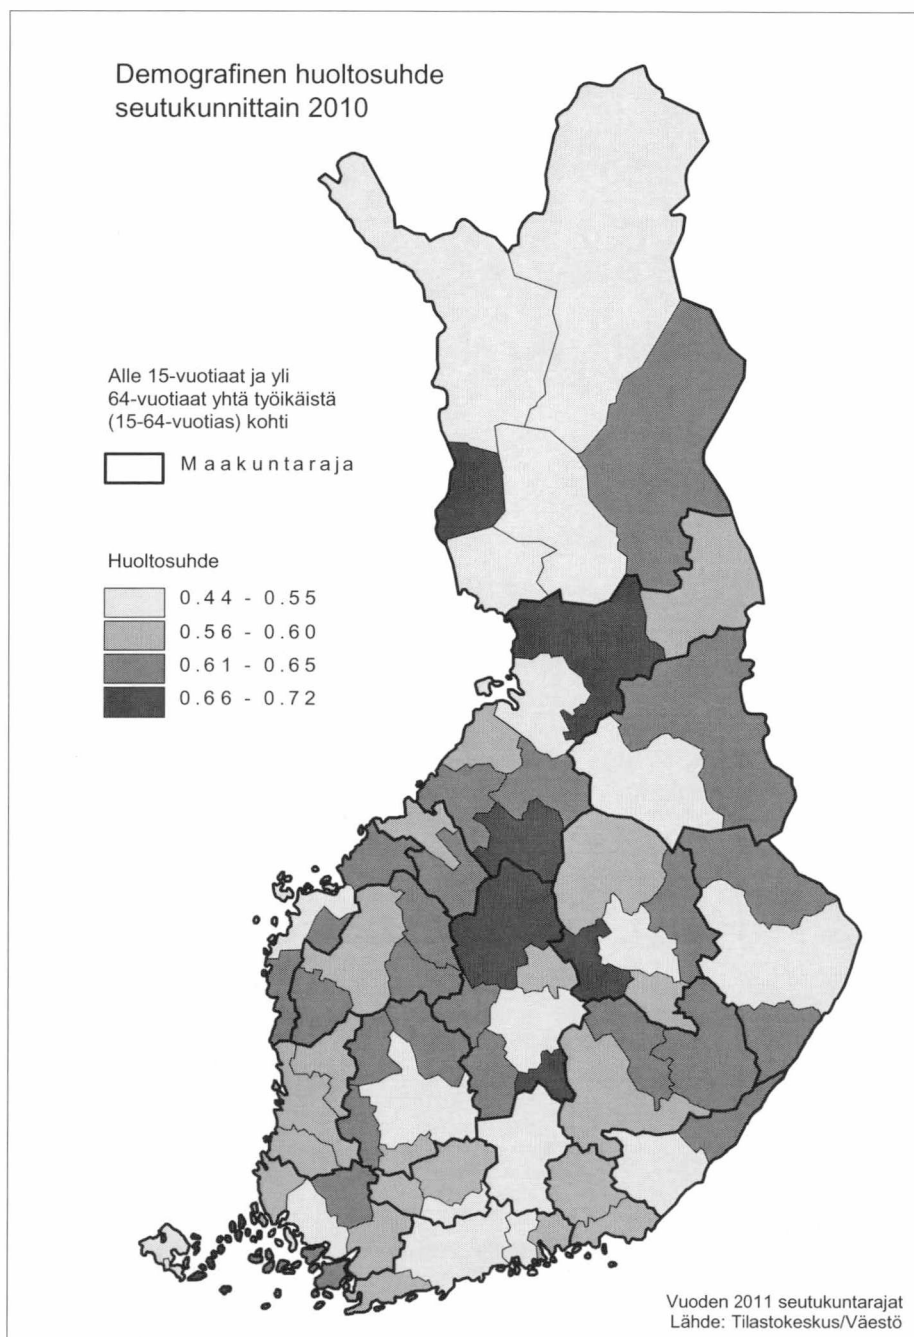 Demografinen huoltosuhde
seutukunnittain 2010
Alle 15-vuotiaat ja yli
64-vuotiaat yhtä työikäistä
(15-64-vuotias) kohti
Maakuntaraja
Huoltosuhde
0.44 - 0.55
0.56 - 0.60
0.61 - 0.65
0.66 - 0.72
Vuoden 2011 seutukuntarajat
Lähde: Tilastokeskus/Väestö